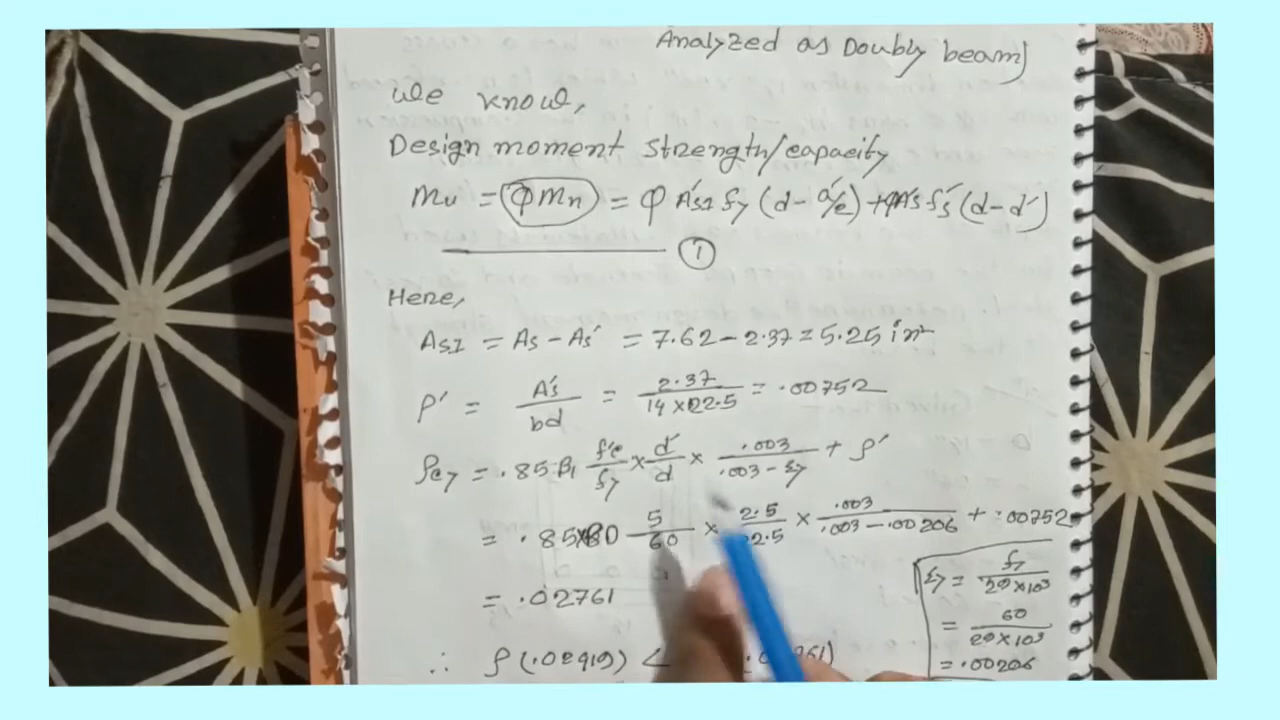 Analyzed as Doubly beam)
We know,
Design moment strength/capacity
Mu = φMn = φ As1 fy (d - a/2) + φA's f's (d - d')
①
Here,
As1 = As - A's = 7.62 - 2.37 = 5.25 in²
ρ' = A's / bd = 2.37 / 14 × 22.5 = .00752
ρcy = .85 β1 f'c / fy × d' / d × .003 / .003 - εy + ρ'
= .85 × .80 5 / 60 × 2.5 / 22.5 × .003 / .003 - .00206 + .00752
= .02761
εy = fy / 29 × 10³
= 60 / 29 × 10³
= .00206
∴ ρ (.02419) <